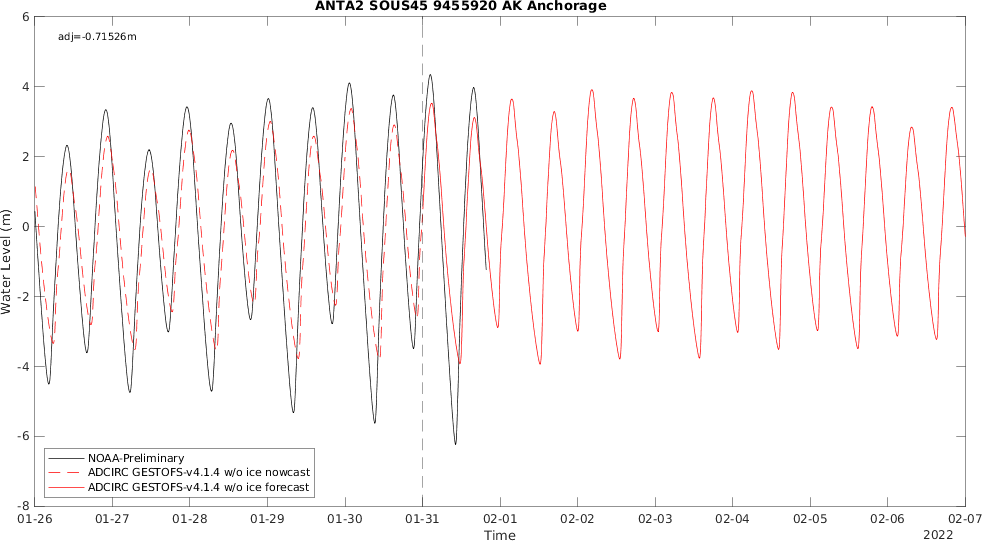 ANTA2 SOUS45 9455920 AK Anchorage
adj=-0.71526m
6
4
2
0
-2
-4
-6
-8
Water Level (m)
NOAA-Preliminary
ADCIRC GESTOFS-v4.1.4 w/o ice nowcast
ADCIRC GESTOFS-v4.1.4 w/o ice forecast
01-26 01-27 01-28 01-29 01-30 01-31 02-01 02-02 02-03 02-04 02-05 02-06 02-07
Time
2022